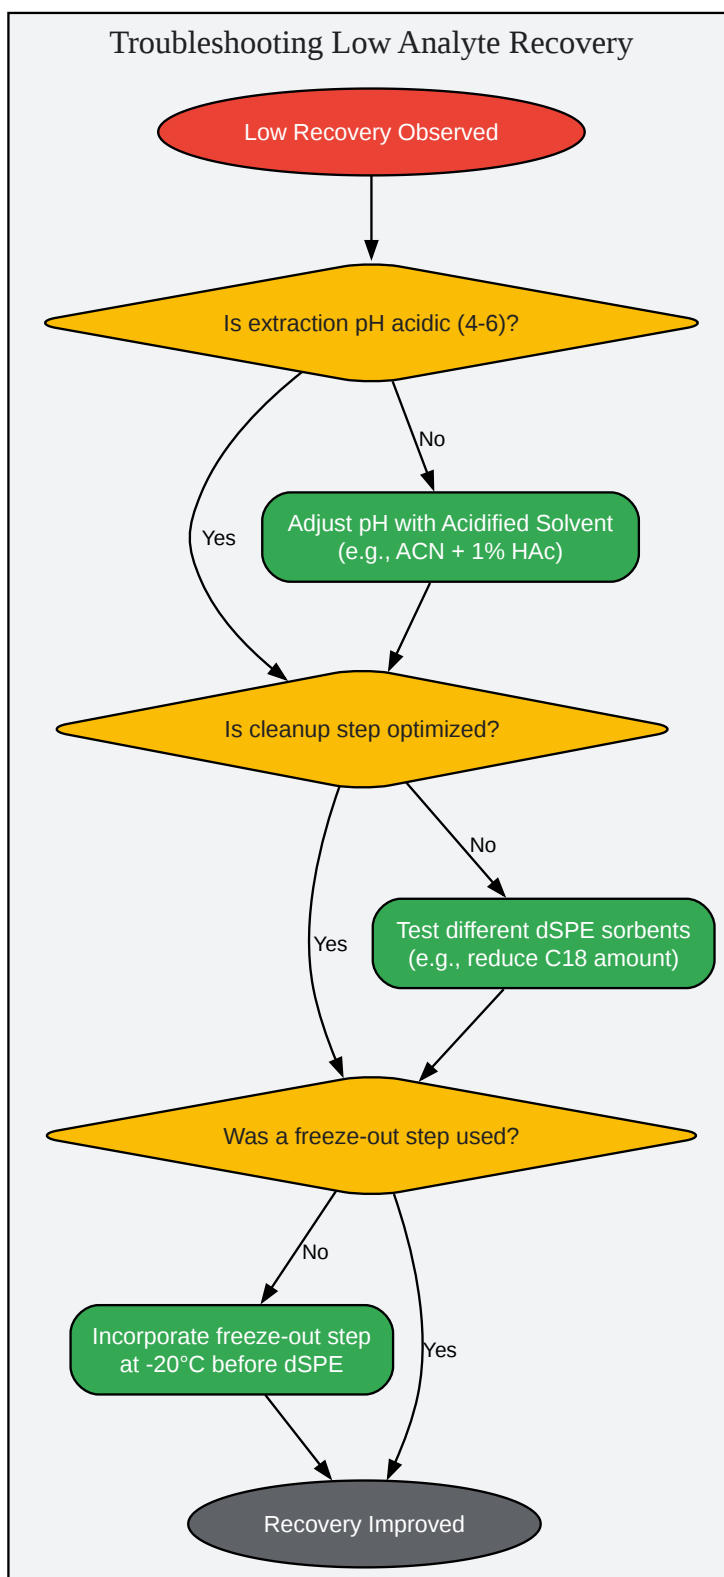 Troubleshooting Low Analyte Recovery
Low Recovery Observed
Is extraction pH acidic (4-6)?
No
Adjust pH with Acidified Solvent
(e.g., ACN + 1% HAc)
Yes
Is cleanup step optimized?
No
Test different dSPE sorbents
(e.g., reduce C18 amount)
Yes
Was a freeze-out step used?
No
Incorporate freeze-out step
at -20°C before dSPE
Yes
Recovery Improved